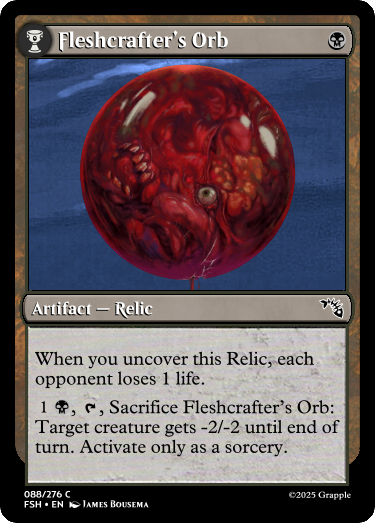 Fleshcrafter's Orb
Artifact — Relic
When you uncover this Relic, each
opponent loses 1 life.
1 , , Sacrifice Fleshcrafter's Orb:
Target creature gets -2/-2 until end of
turn. Activate only as a sorcery.
088/276 C
FSH • EN James Bousema
©2025 Grapple